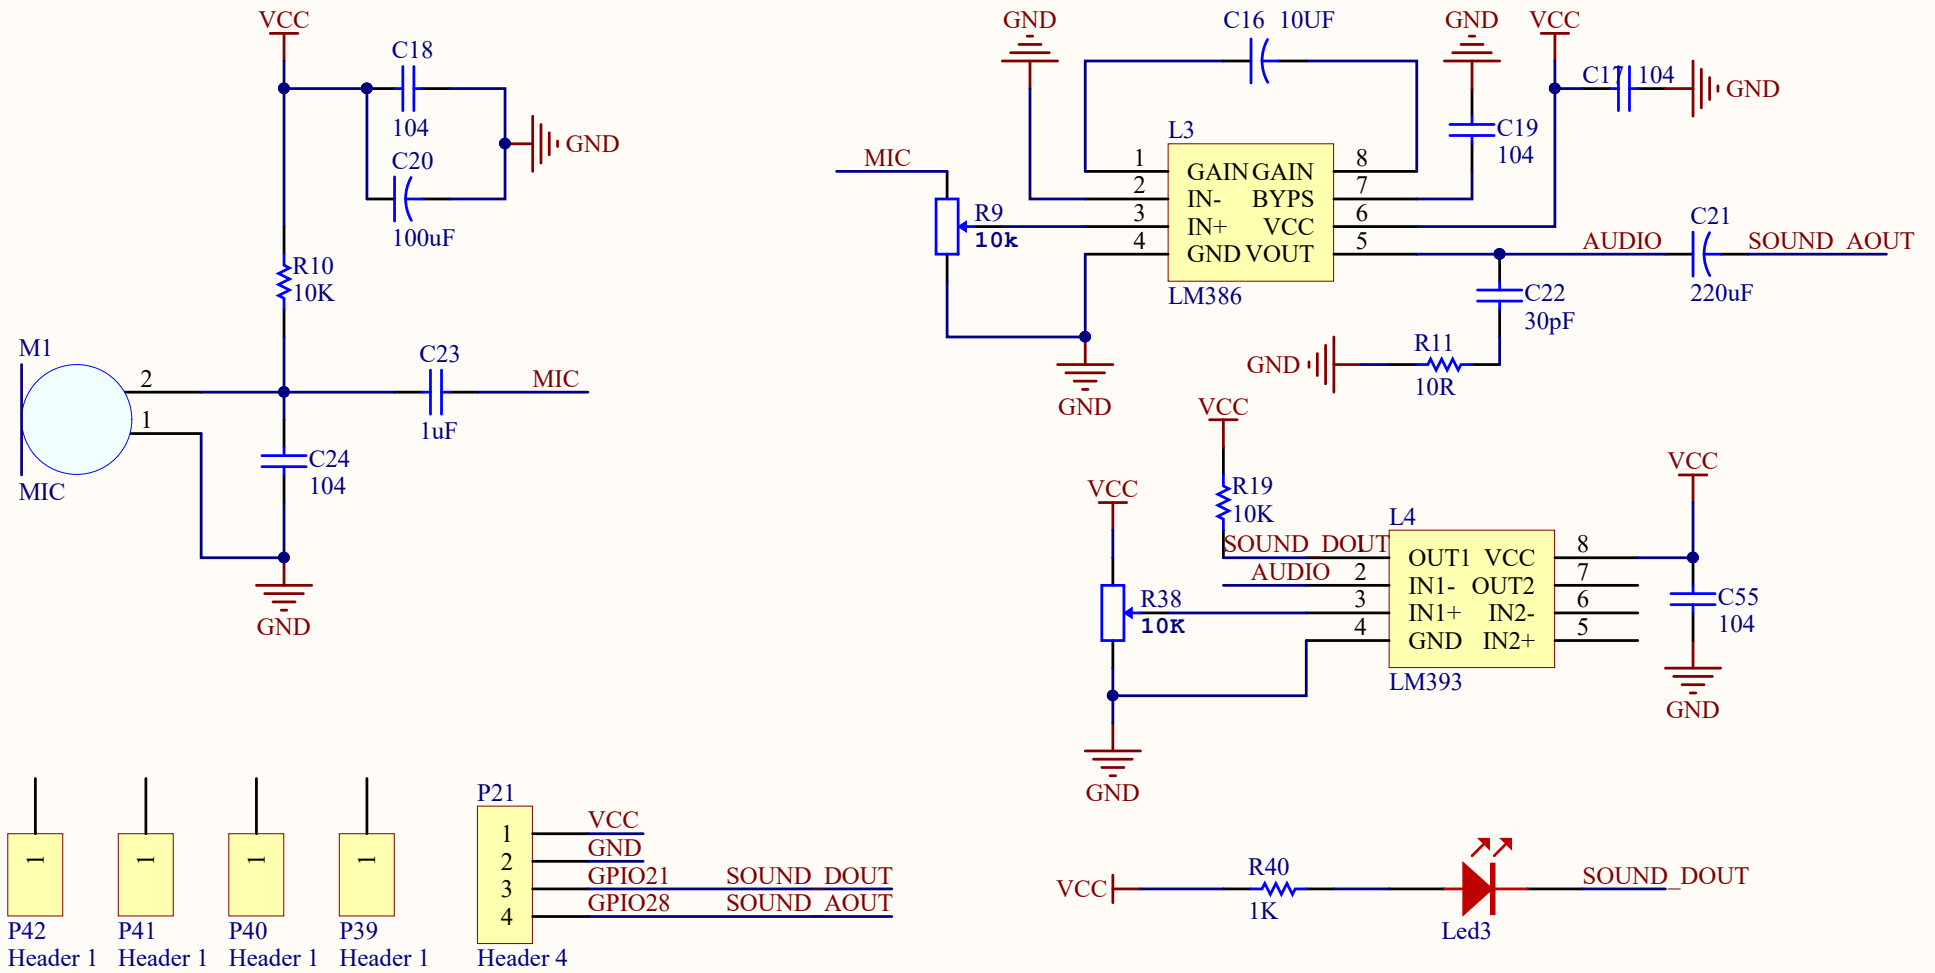 VCC
C18
104
C20
100uF
GND
R10
10K
M1
2
1
MIC
C23
1uF
MIC
C24
104
GND
GND
C16 10UF
GND
VCC
C17 104
GND
C19
104
MIC
R9
10k
L3
1 GAIN GAIN 8
2 IN- BYPS 7
3 IN+ VCC 6
4 GND VOUT 5
LM386
GND
AUDIO
C21
220uF
SOUND_AOUT
C22
30pF
R11
10R
GND
VCC
R19
10K
VCC
R38
10K
GND
L4
SOUND_DOUT 1 OUT1 VCC 8
AUDIO 2 IN1- OUT2 7
3 IN1+ IN2- 6
4 GND IN2+ 5
LM393
VCC
C55
104
GND
1
P42
Header 1
1
P41
Header 1
1
P40
Header 1
1
P39
Header 1
P21
1 VCC
2 GND
3 GPIO21 SOUND_DOUT
4 GPIO28 SOUND_AOUT
Header 4
VCC
R40
1K
Led3
SOUND_DOUT